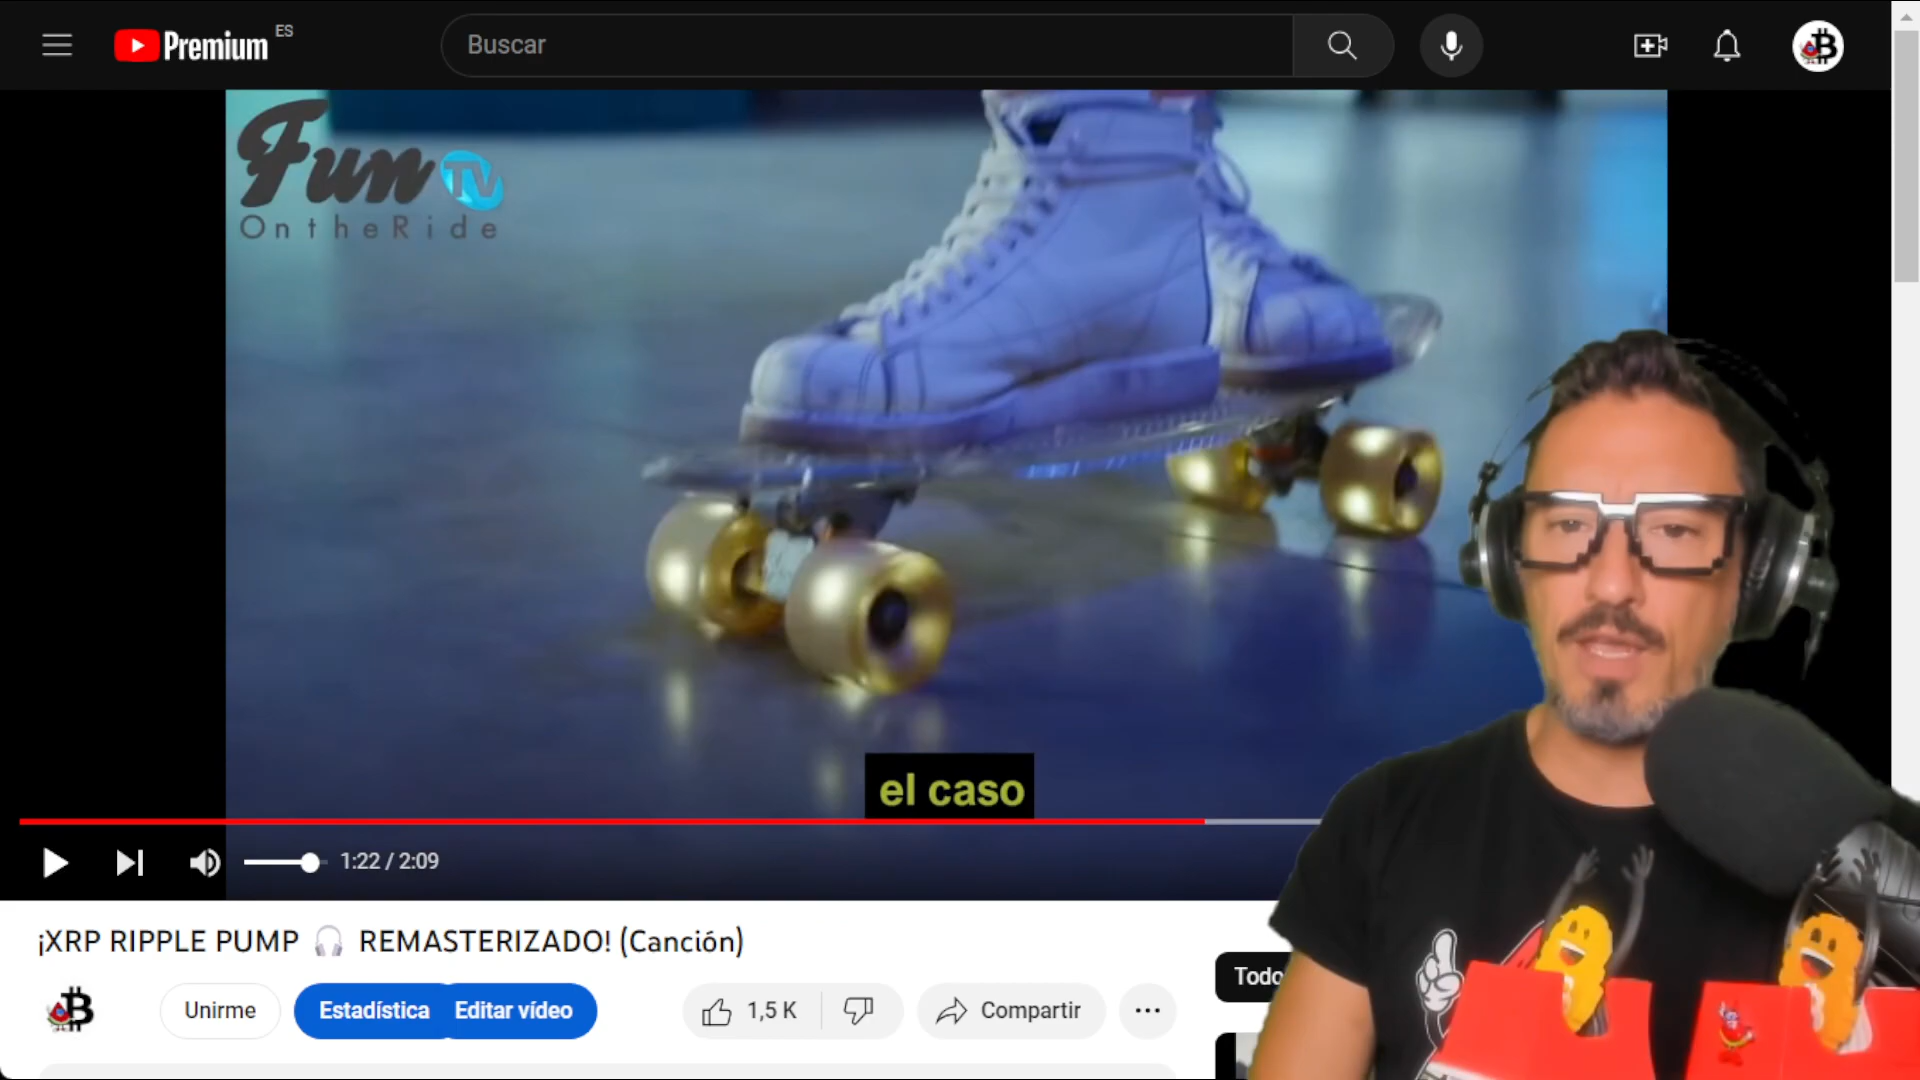 Premium
ES
Buscar
Fun TV
OntheRide
el caso
1:22 / 2:09
¡XRP RIPPLE PUMP REMASTERIZADO! (Canción)
Unirme
Estadística
Editar vídeo
1,5 K
Compartir
Todo